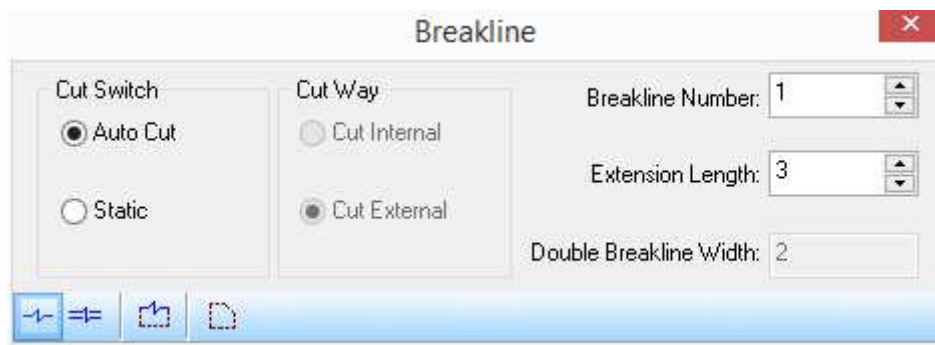 Breakline
Cut Switch
Auto Cut
Static
Cut Way
Cut Internal
Cut External
Breakline Number: 1
Extension Length: 3
Double Breakline Width: 2